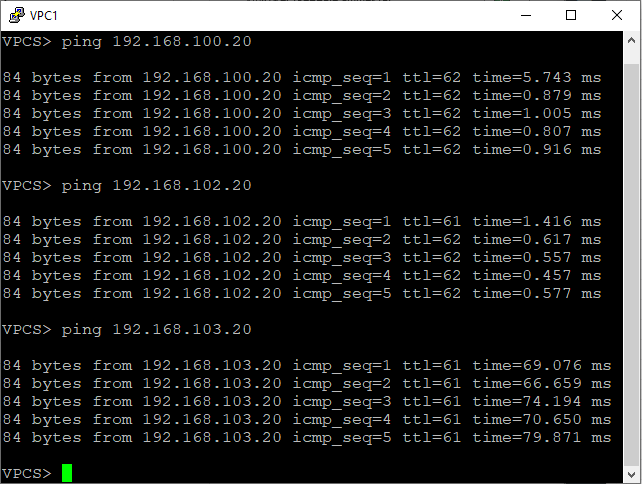 VPC1
VPCS> ping 192.168.100.20
84 bytes from 192.168.100.20 icmp_seq=1 ttl=62 time=5.743 ms
84 bytes from 192.168.100.20 icmp_seq=2 ttl=62 time=0.879 ms
84 bytes from 192.168.100.20 icmp_seq=3 ttl=62 time=1.005 ms
84 bytes from 192.168.100.20 icmp_seq=4 ttl=62 time=0.807 ms
84 bytes from 192.168.100.20 icmp_seq=5 ttl=62 time=0.916 ms
VPCS> ping 192.168.102.20
84 bytes from 192.168.102.20 icmp_seq=1 ttl=61 time=1.416 ms
84 bytes from 192.168.102.20 icmp_seq=2 ttl=62 time=0.617 ms
84 bytes from 192.168.102.20 icmp_seq=3 ttl=62 time=0.557 ms
84 bytes from 192.168.102.20 icmp_seq=4 ttl=62 time=0.457 ms
84 bytes from 192.168.102.20 icmp_seq=5 ttl=62 time=0.577 ms
VPCS> ping 192.168.103.20
84 bytes from 192.168.103.20 icmp_seq=1 ttl=61 time=69.076 ms
84 bytes from 192.168.103.20 icmp_seq=2 ttl=61 time=66.659 ms
84 bytes from 192.168.103.20 icmp_seq=3 ttl=61 time=74.194 ms
84 bytes from 192.168.103.20 icmp_seq=4 ttl=61 time=70.650 ms
84 bytes from 192.168.103.20 icmp_seq=5 ttl=61 time=79.871 ms
VPCS>